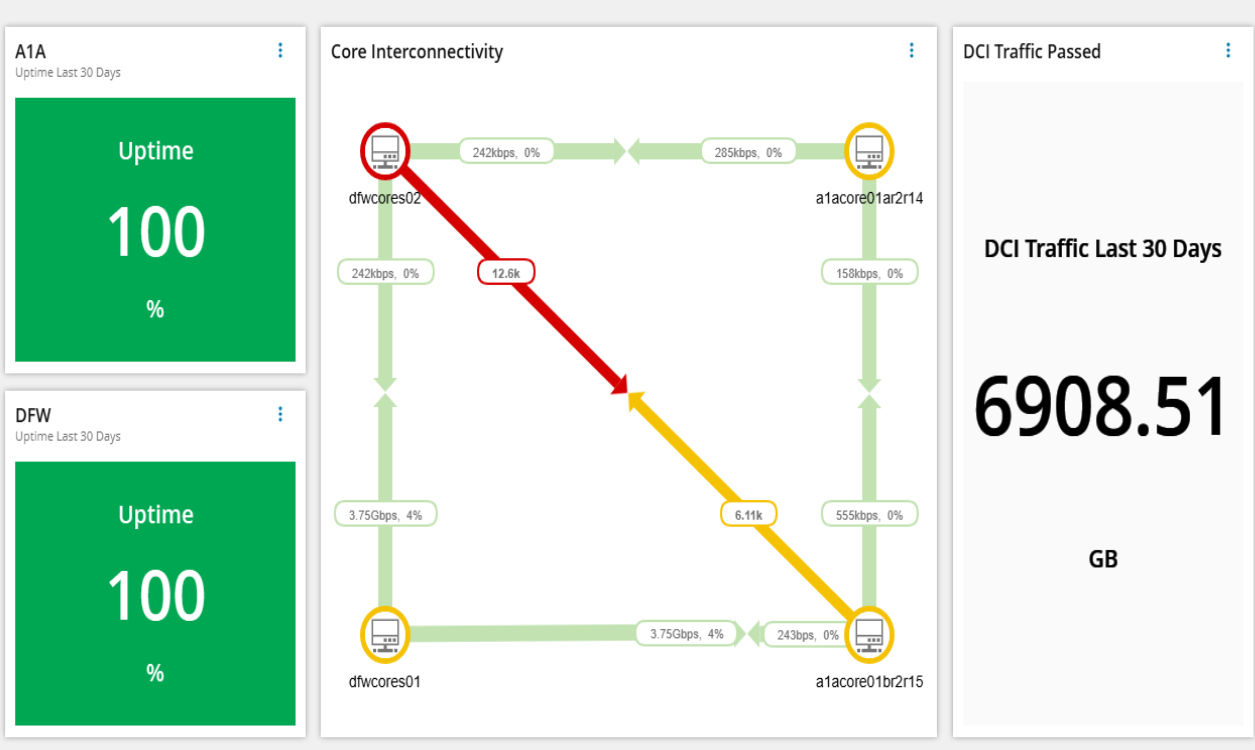 A1A
Uptime Last 30 Days
Uptime
100
%
DFW
Uptime Last 30 Days
Uptime
100
%
Core Interconnectivity
242kbps, 0%
285kbps, 0%
dfwcores02
a1acore01ar2r14
242kbps, 0%
12.6k
158kbps, 0%
3.75Gbps, 4%
6.11k
555kbps, 0%
3.75Gbps, 4%
243bps, 0%
dfwcores01
a1acore01br2r15
DCI Traffic Passed
DCI Traffic Last 30 Days
6908.51
GB